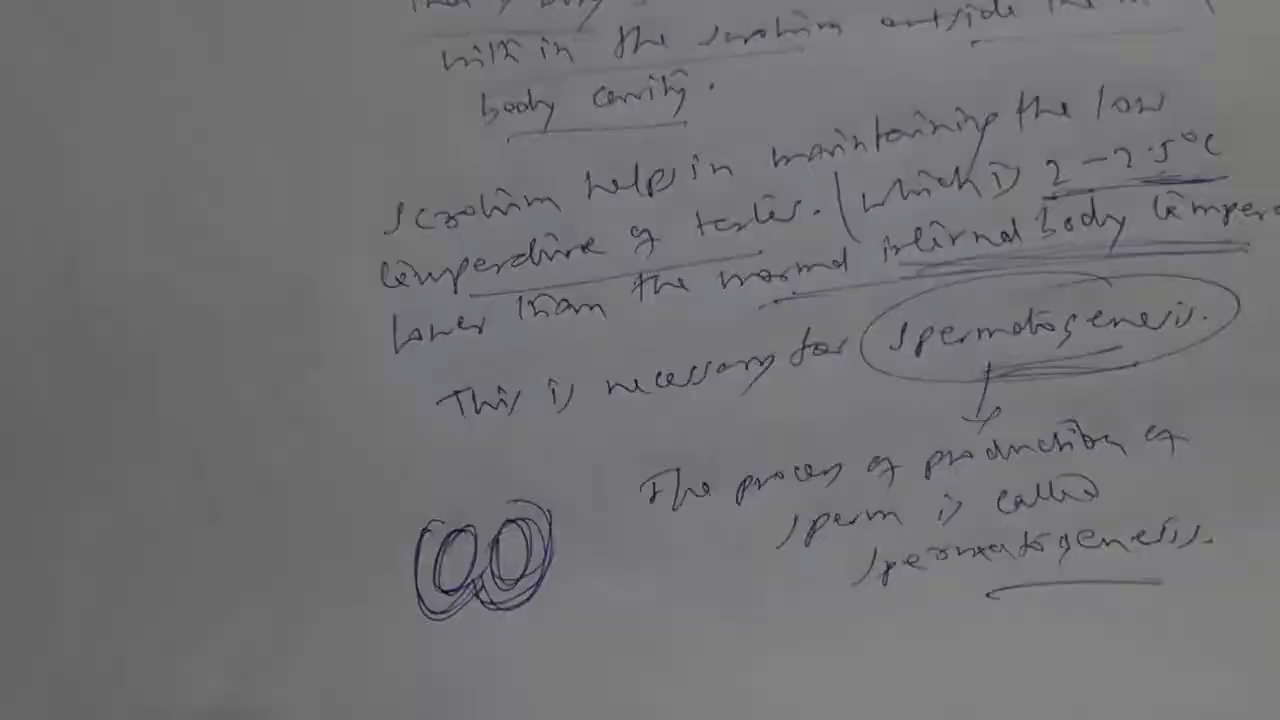 with in the scrotum outside the
body cavity.
scrotum helps in maintaining the low
temperature of testes. (which is 2-2.5°C
lower than the normal internal body temper
This is necessary for spermatogenesis.
The process of production of
sperm is called
spermatogenesis.